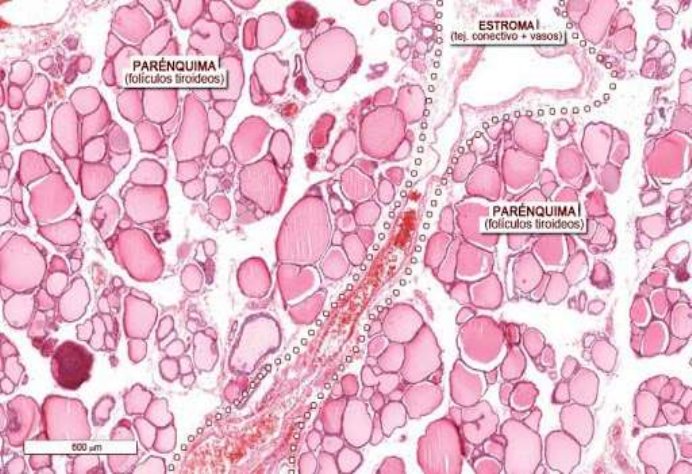 ESTROMA
(tej. conectivo + vasos)
PARÉNQUIMA
(folículos tiroideos)
PARÉNQUIMA
(folículos tiroideos)
600 µm